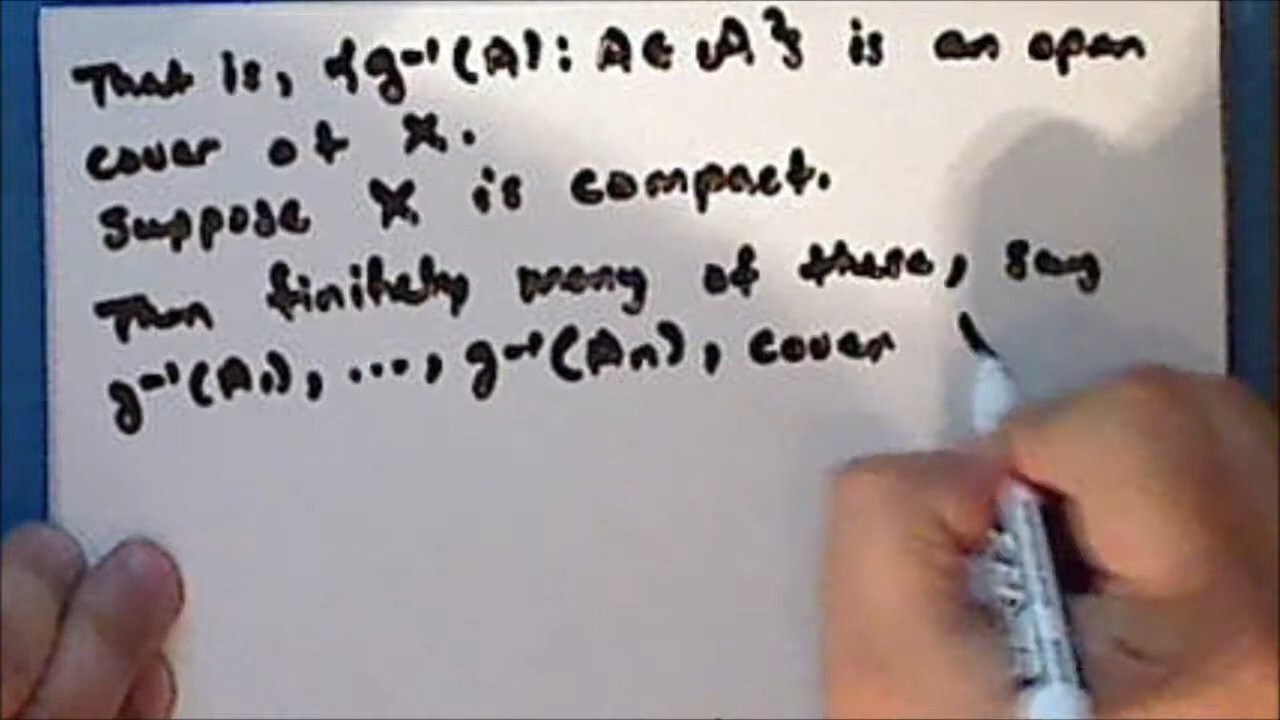 That is, {g⁻¹(A): A ∈ 𝒜} is an open
cover of X.
Suppose X is compact.
Then finitely many of these, say
g⁻¹(A₁), ..., g⁻¹(Aₙ), cover